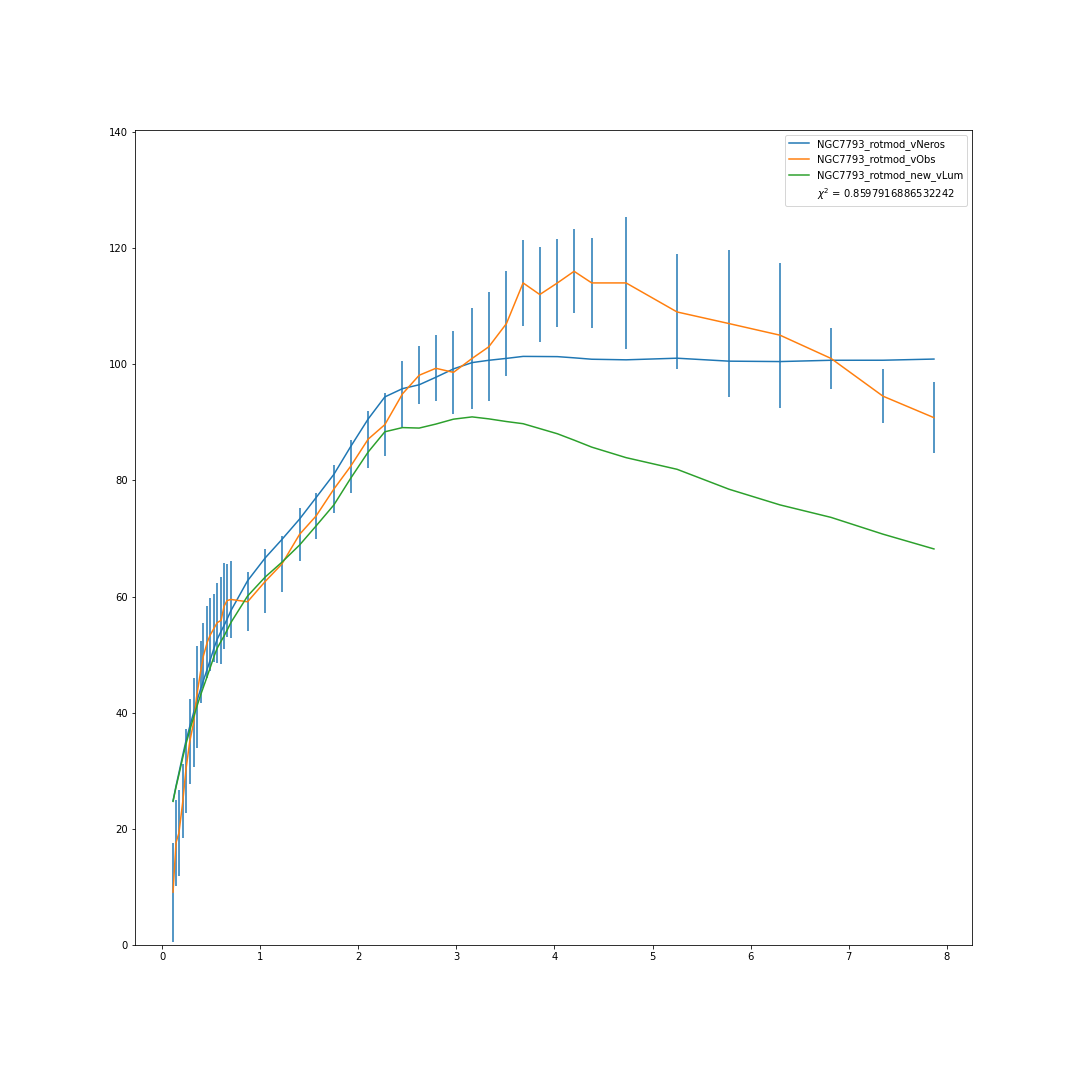 140
120
100
80
60
40
20
0
0 1 2 3 4 5 6 7 8
NGC7793_rotmod_vNeros
NGC7793_rotmod_vObs
NGC7793_rotmod_new_vLum
χ² = 0.8597916886532242